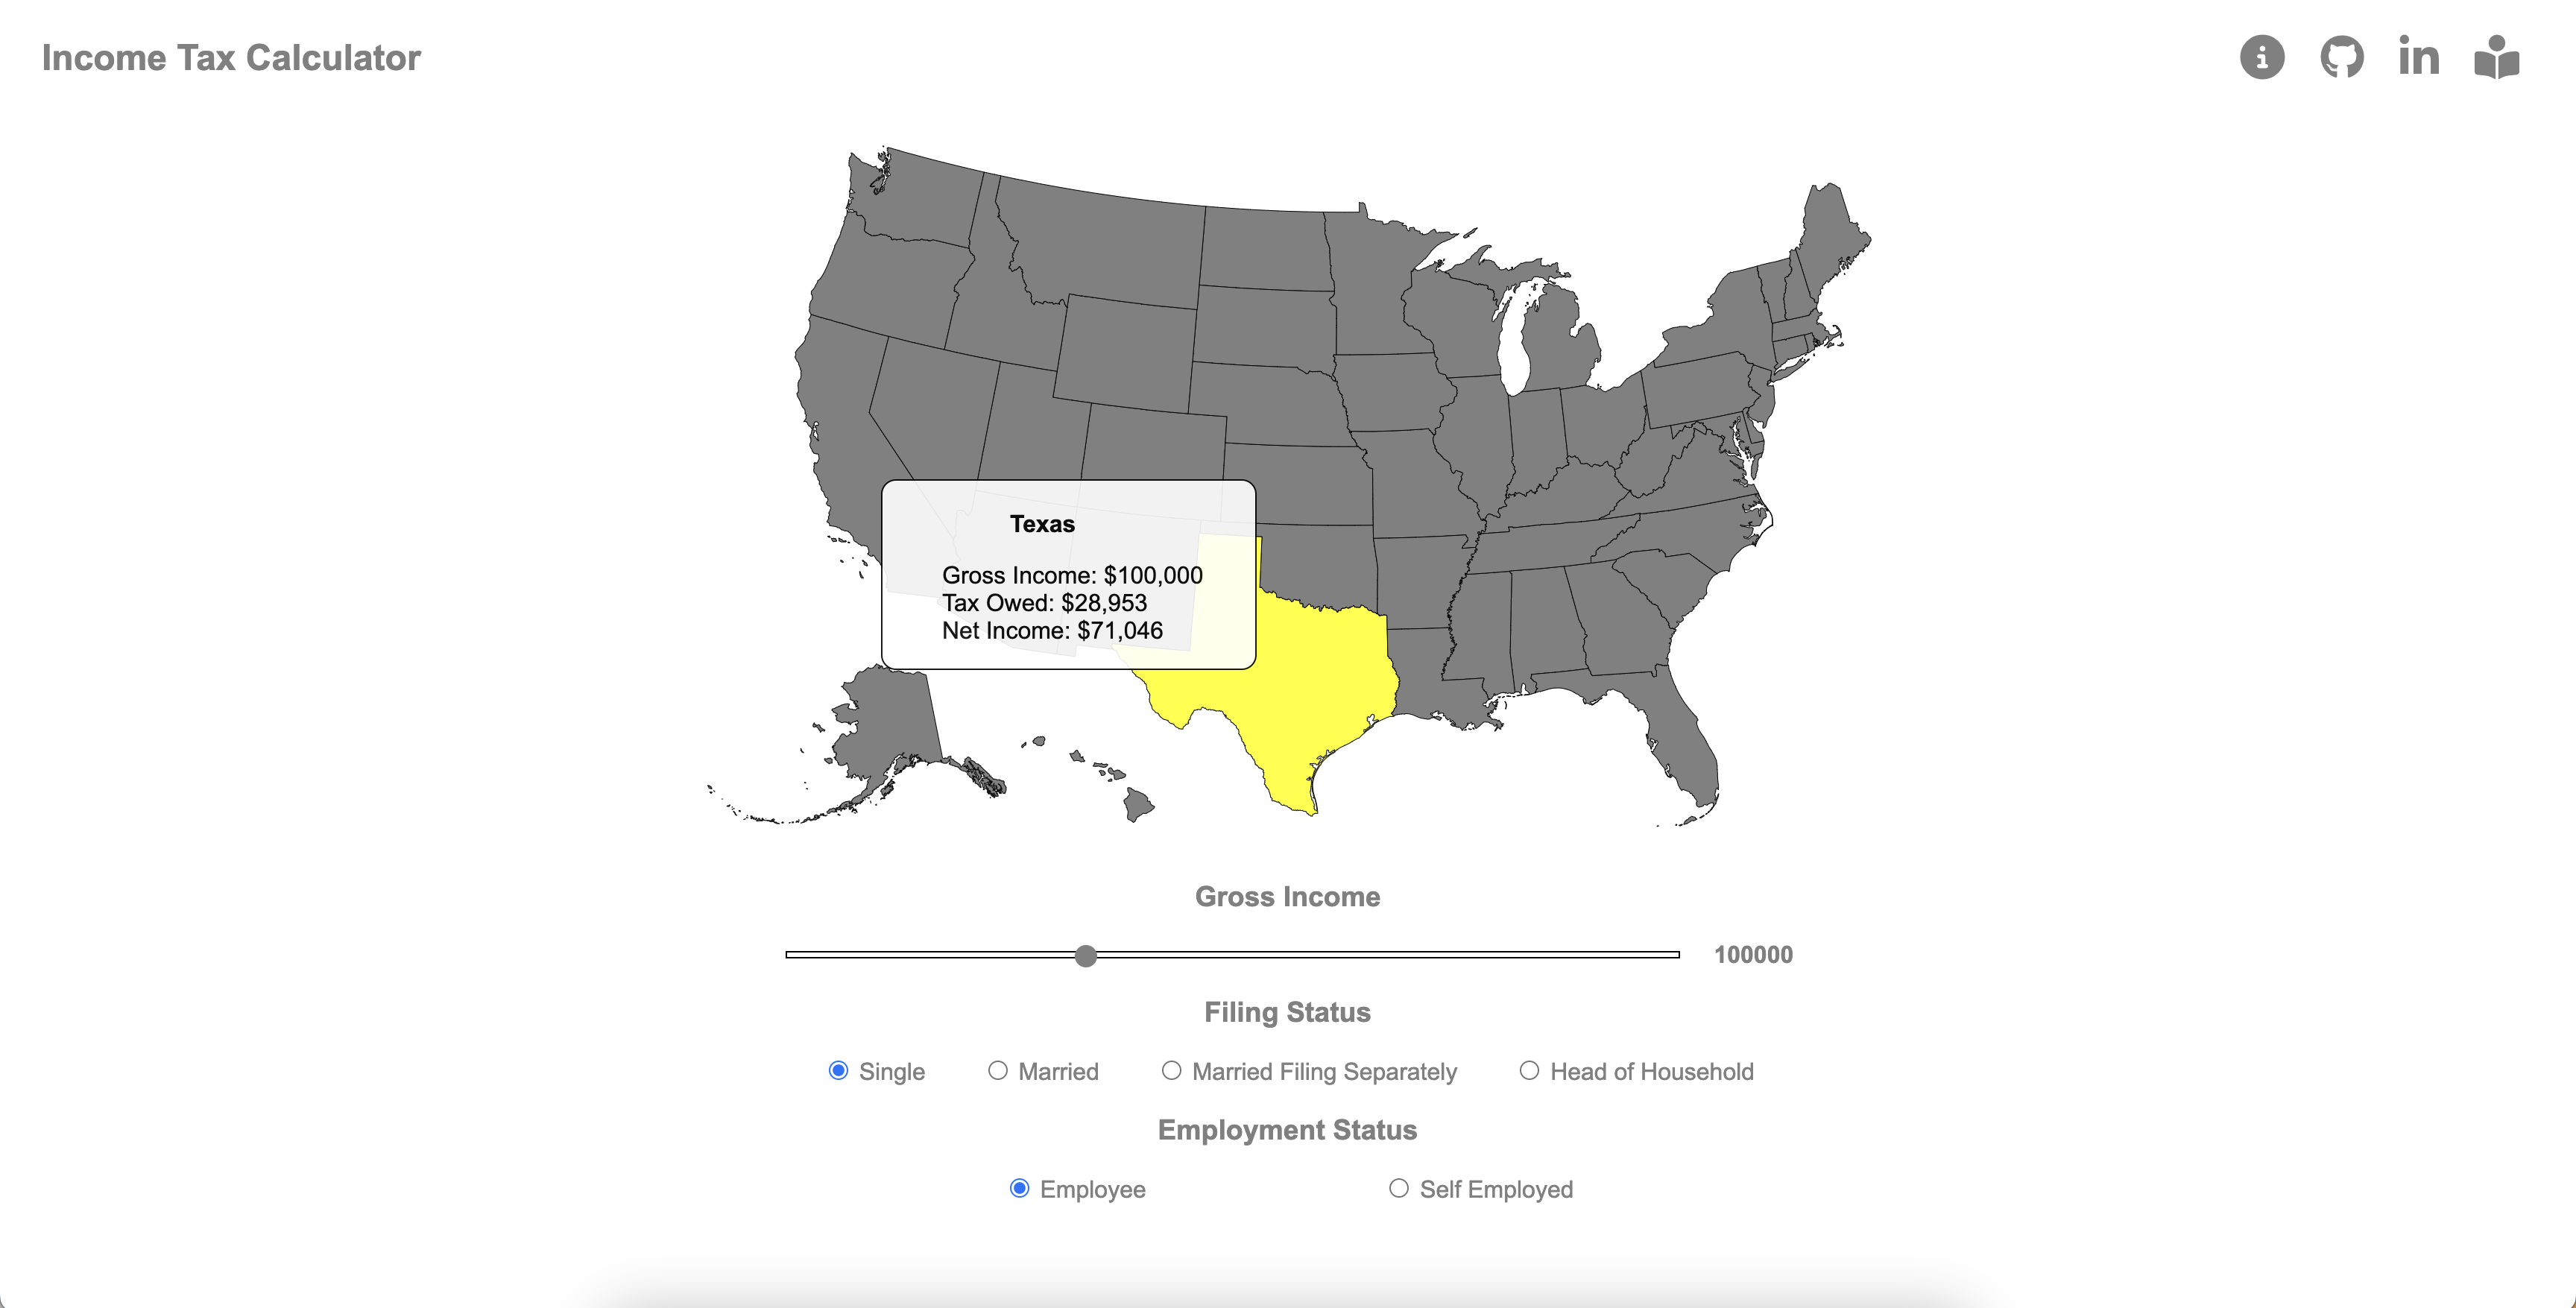 Income Tax Calculator
Texas
Gross Income: $100,000
Tax Owed: $28,953
Net Income: $71,046
Gross Income
100000
Filing Status
Single Married Married Filing Separately Head of Household
Employment Status
Employee Self Employed